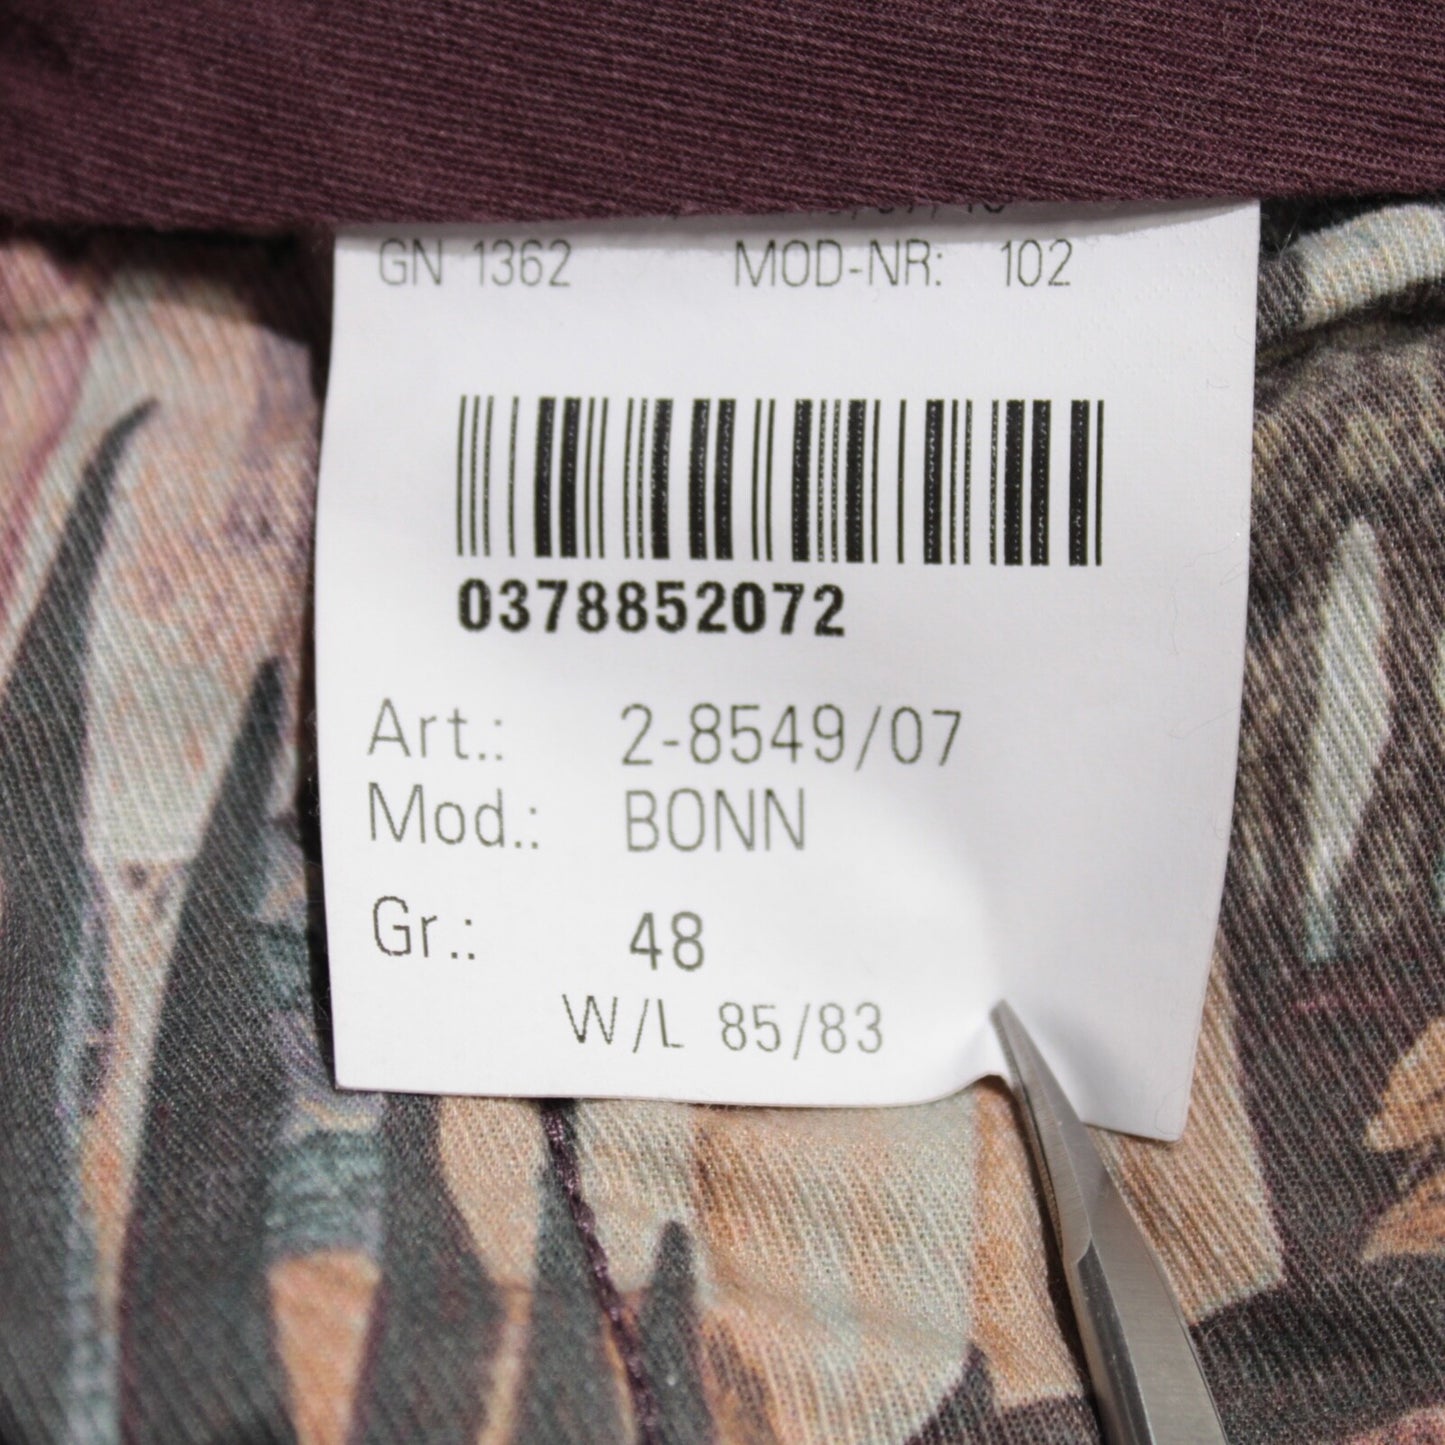 GN 1362 MOD-NR: 102
0378852072
Art.: 2-8549/07
Mod.: BONN
Gr.: 48
W/L 85/83